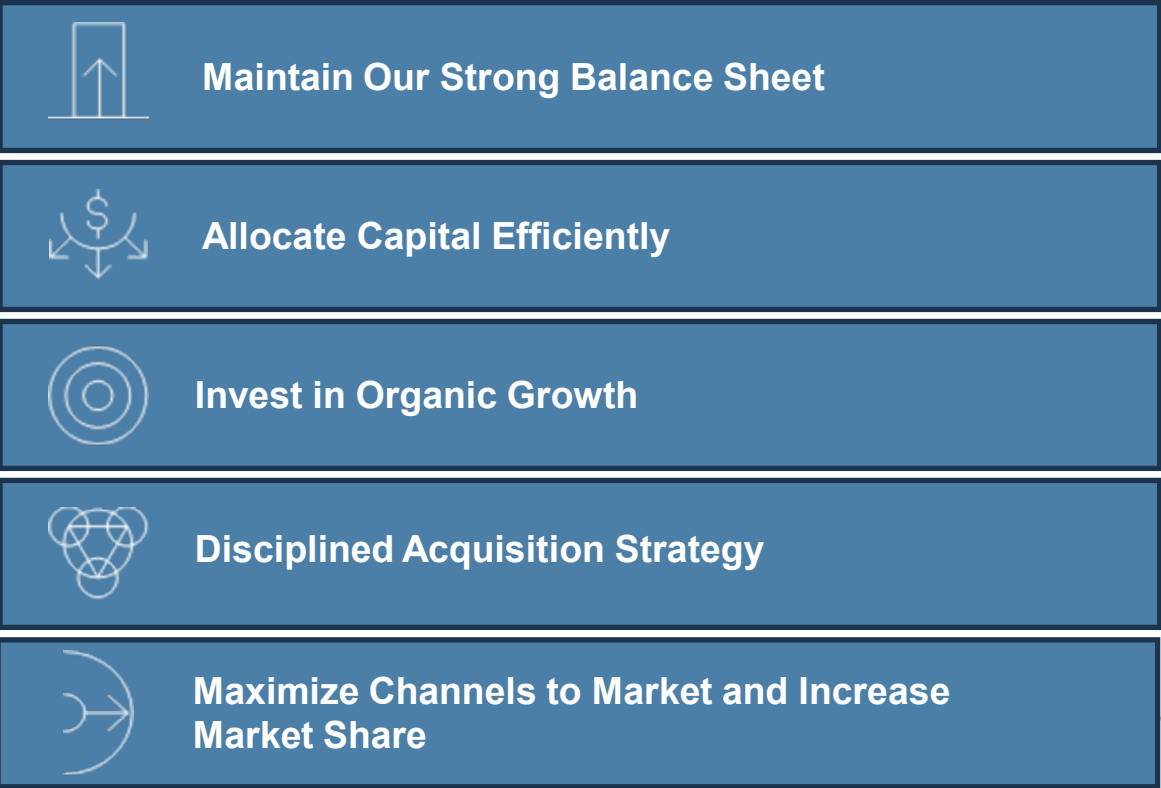 Maintain Our Strong Balance Sheet
$
Allocate Capital Efficiently
Invest in Organic Growth
Disciplined Acquisition Strategy
Maximize Channels to Market and Increase
Market Share